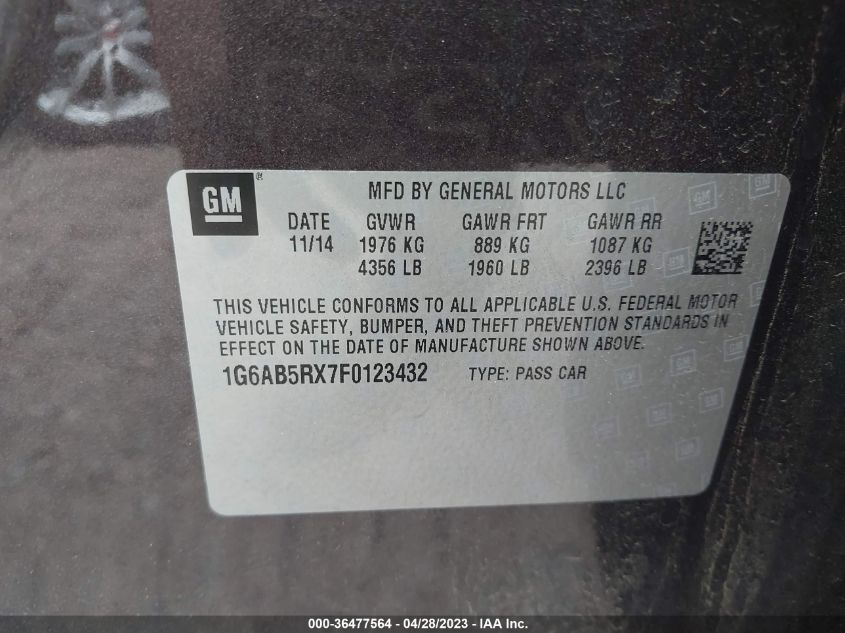 GM ® MFD BY GENERAL MOTORS LLC
DATE GVWR GAWR FRT GAWR RR
11/14 1976 KG 889 KG 1087 KG
4356 LB 1960 LB 2396 LB
THIS VEHICLE CONFORMS TO ALL APPLICABLE U.S. FEDERAL MOTOR
VEHICLE SAFETY, BUMPER, AND THEFT PREVENTION STANDARDS IN
EFFECT ON THE DATE OF MANUFACTURE SHOWN ABOVE.
1G6AB5RX7F0123432 TYPE: PASS CAR
000-36477564 - 04/28/2023 - IAA Inc.